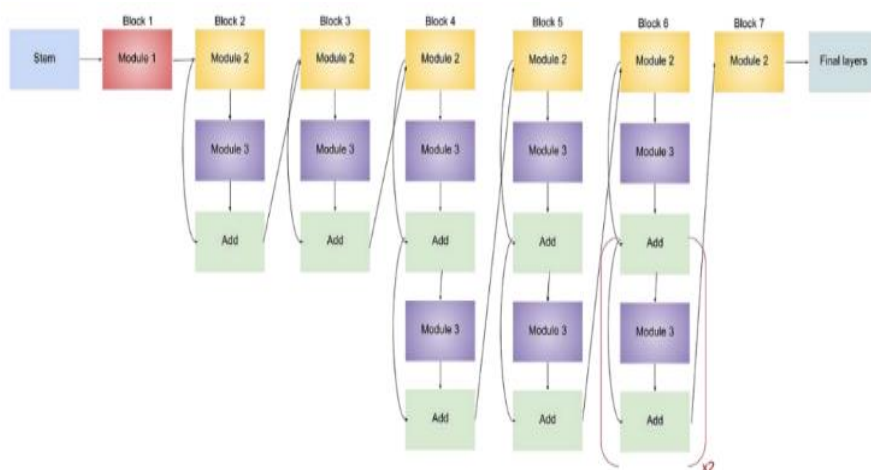 Block 1 Block 2 Block 3 Block 4 Block 5 Block 6 Block 7
Stem Module 1 Module 2 Module 2 Module 2 Module 2 Module 2 Module 2 Final layers
Module 3 Module 3 Module 3 Module 3 Module 3
Add Add Add Add Add
Module 3 Module 3 Module 3
Add Add Add